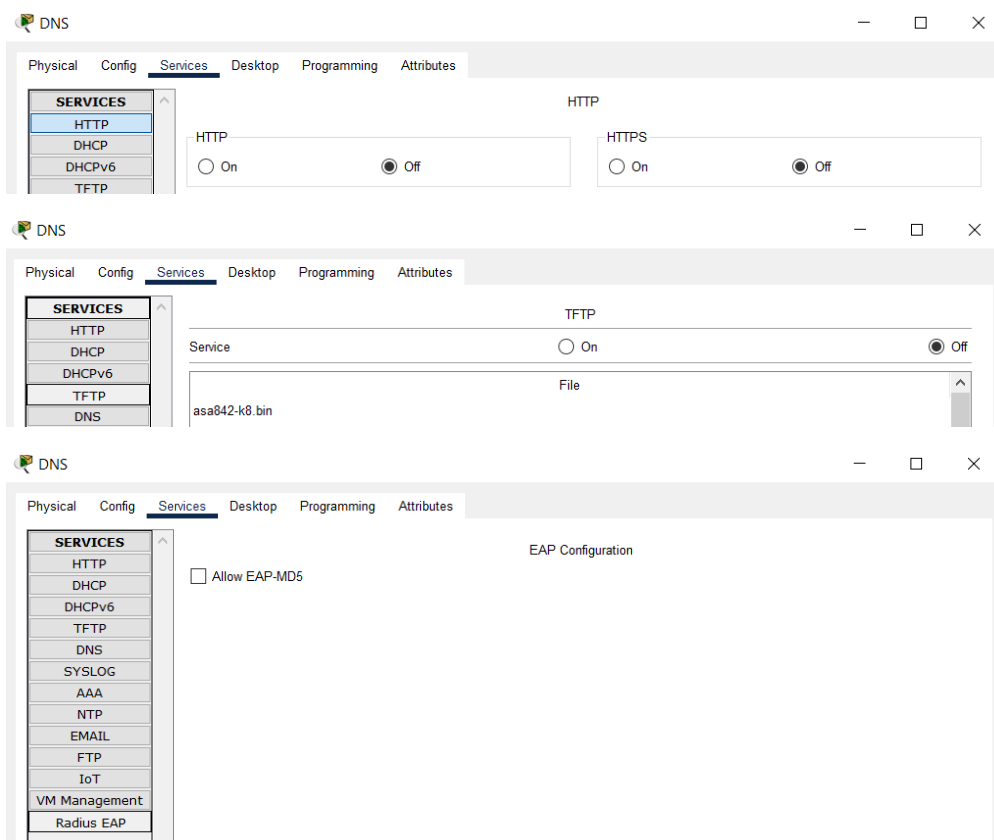 DNS
Physical Config Services Desktop Programming Attributes
SERVICES
HTTP
DHCP
DHCPv6
TFTP
HTTP
HTTP
On Off
HTTPS
On Off
DNS
Physical Config Services Desktop Programming Attributes
SERVICES
HTTP
DHCP
DHCPv6
TFTP
DNS
TFTP
Service On Off
File
asa842-k8.bin
DNS
Physical Config Services Desktop Programming Attributes
SERVICES
HTTP
DHCP
DHCPv6
TFTP
DNS
SYSLOG
AAA
NTP
EMAIL
FTP
IoT
VM Management
Radius EAP
EAP Configuration
Allow EAP-MD5